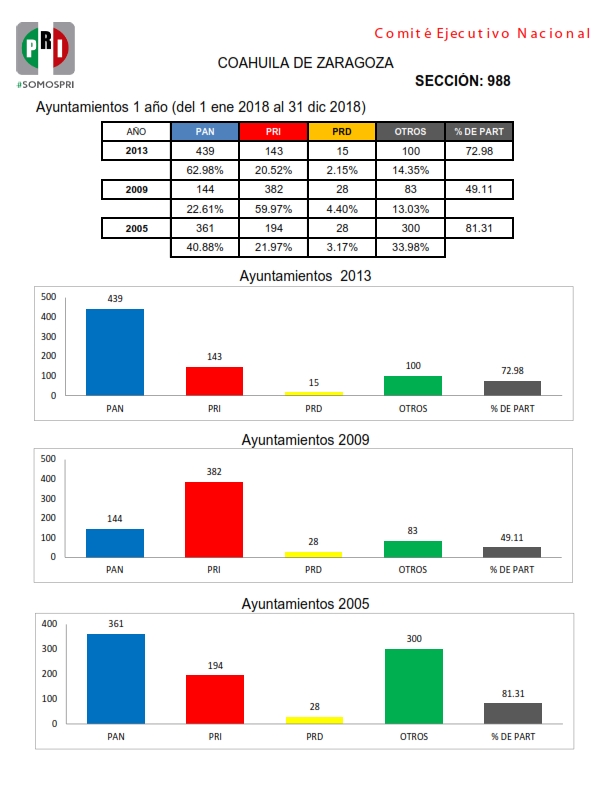 PRI
#SOMOSPRI
Comité Ejecutivo Nacional
COAHUILA DE ZARAGOZA
SECCIÓN: 988
Ayuntamientos 1 año (del 1 ene 2018 al 31 dic 2018)
AÑO PAN PRI PRD OTROS % DE PART
2013 439 143 15 100 72.98
62.98% 20.52% 2.15% 14.35%
2009 144 382 28 83 49.11
22.61% 59.97% 4.40% 13.03%
2005 361 194 28 300 81.31
40.88% 21.97% 3.17% 33.98%
Ayuntamientos 2013
500
400
300
200
100
0
439 143 15 100 72.98
PAN PRI PRD OTROS % DE PART
Ayuntamientos 2009
500
400
300
200
100
0
144 382 28 83 49.11
PAN PRI PRD OTROS % DE PART
Ayuntamientos 2005
400
300
200
100
0
361 194 28 300 81.31
PAN PRI PRD OTROS % DE PART